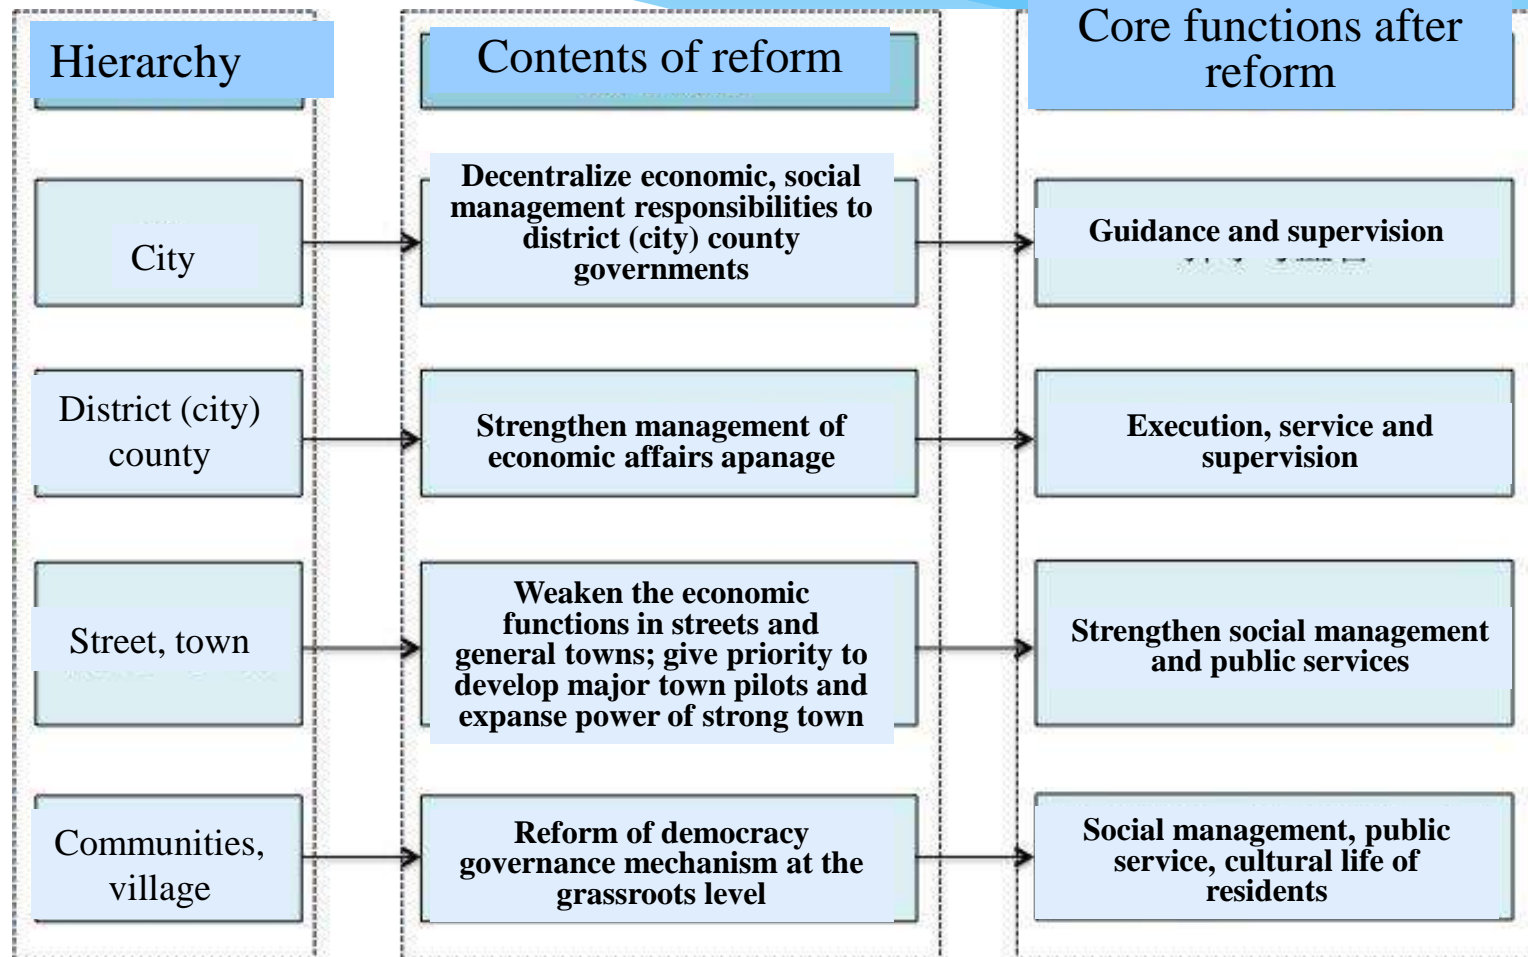 Hierarchy
Contents of reform
Core functions after
reform
City
Decentralize economic, social
management responsibilities to
district (city) county
governments
Guidance and supervision
District (city)
county
Strengthen management of
economic affairs apanage
Execution, service and
supervision
Street, town
Weaken the economic
functions in streets and
general towns; give priority to
develop major town pilots and
expanse power of strong town
Strengthen social management
and public services
Communities,
village
Reform of democracy
governance mechanism at the
grassroots level
Social management, public
service, cultural life of
residents